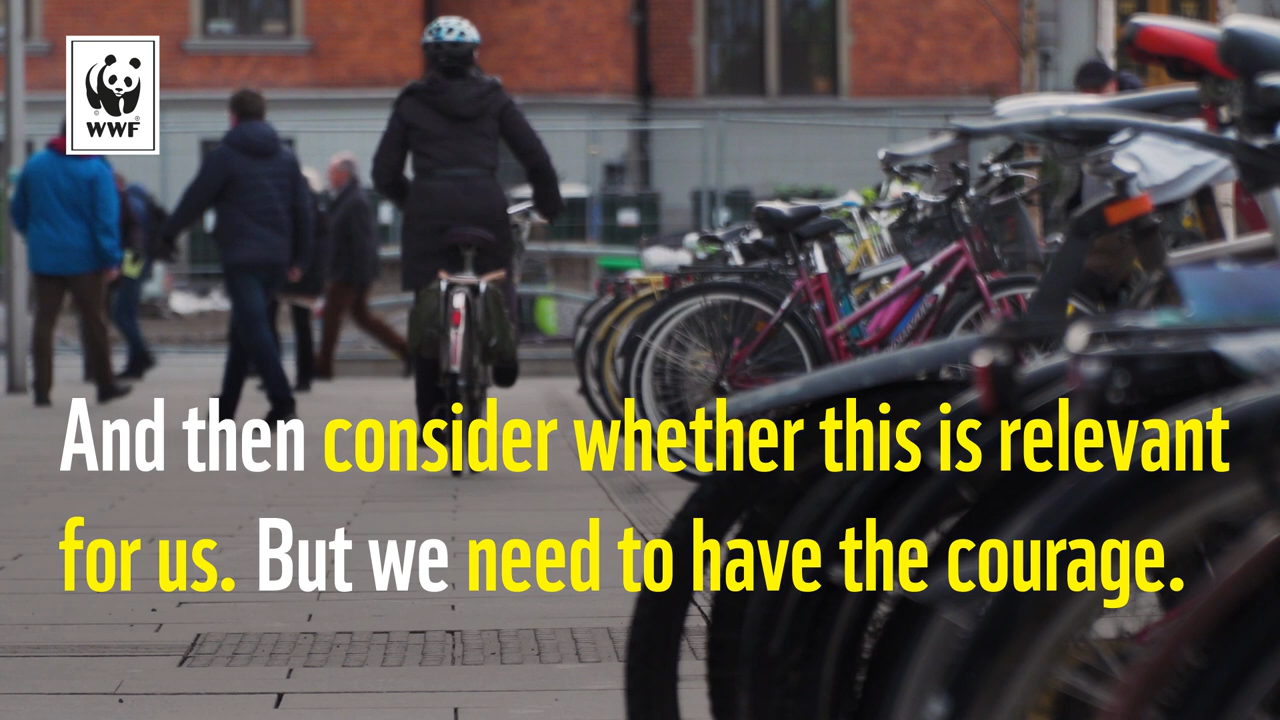 WWF
And then consider whether this is relevant
for us. But we need to have the courage.